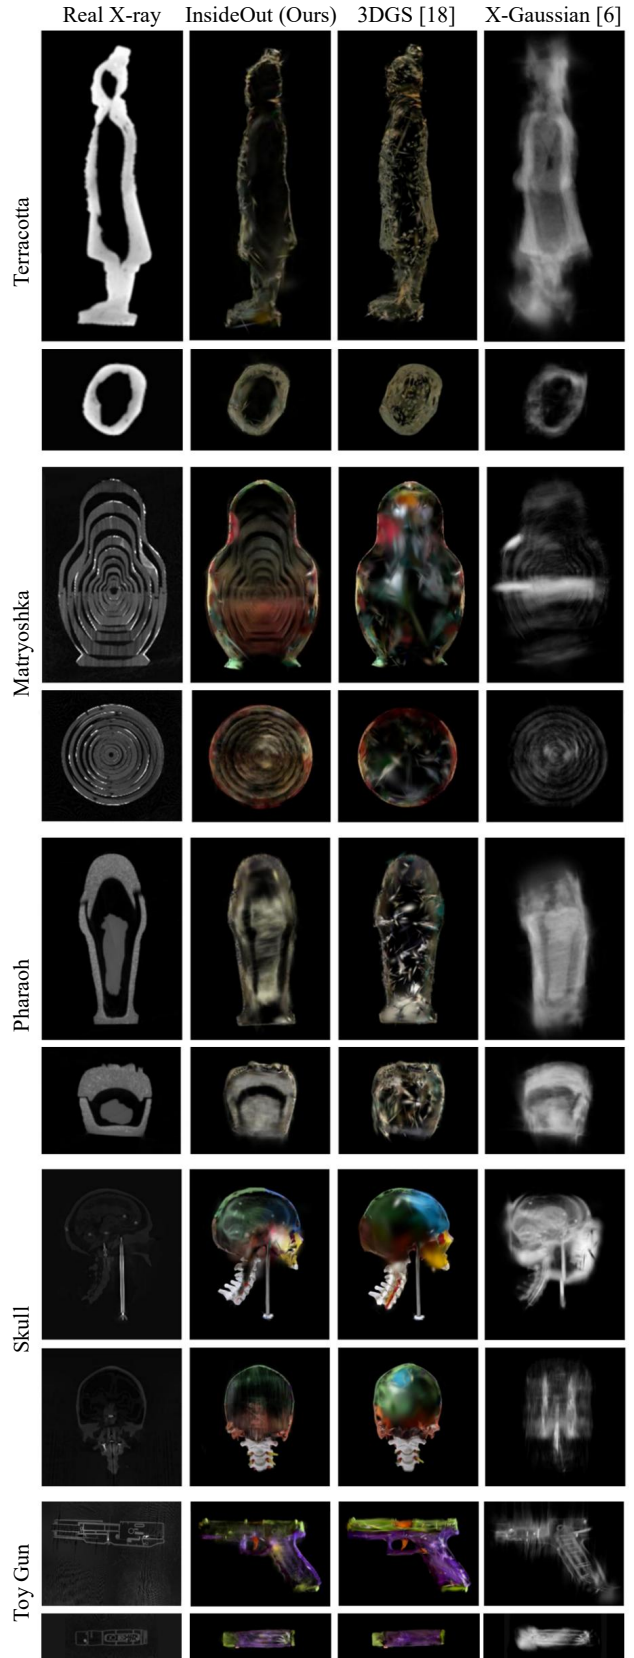 Real X-ray InsideOut (Ours) 3DGS [18] X-Gaussian [6]
Terracotta
Matryoshka
Pharaoh
Skull
Toy Gun